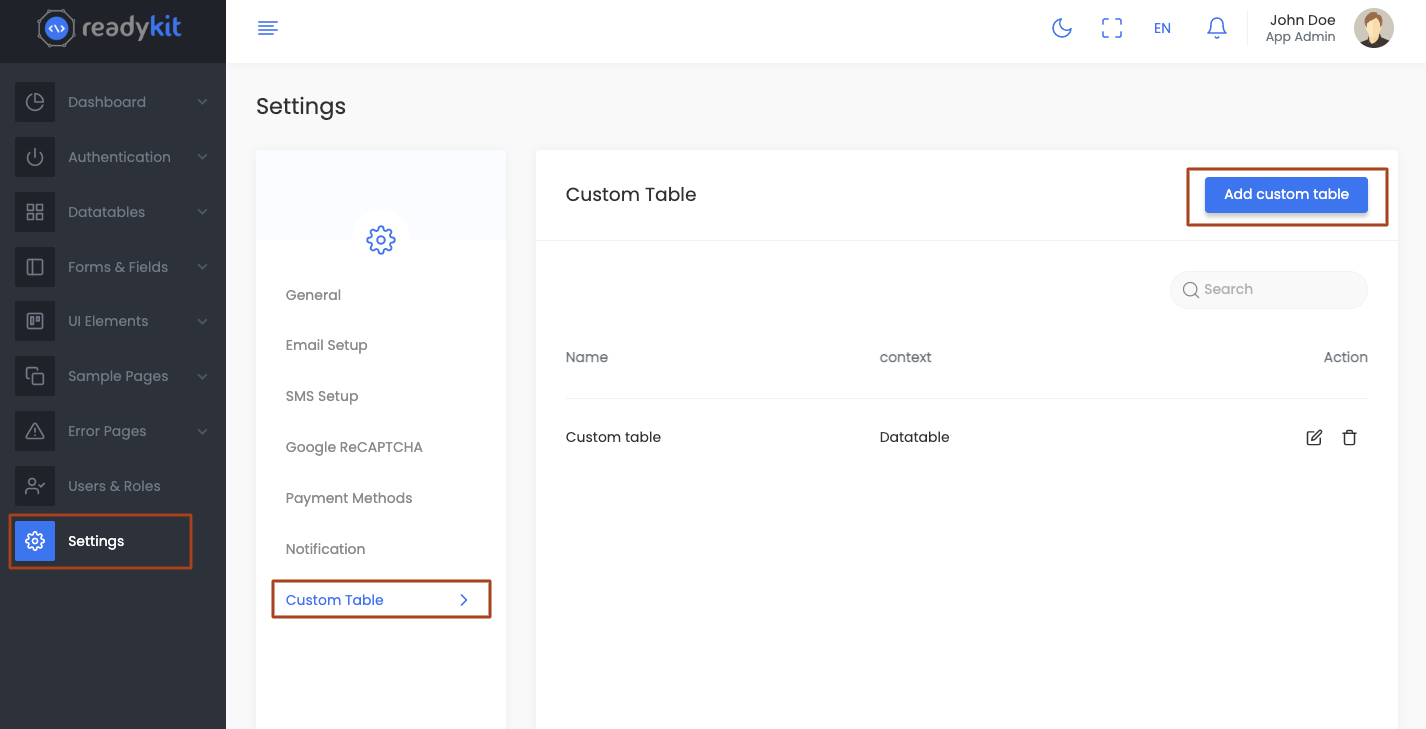 readykit
EN
John Doe
App Admin
Dashboard
Authentication
Datatables
Forms & Fields
UI Elements
Sample Pages
Error Pages
Users & Roles
Settings
Settings
General
Email Setup
SMS Setup
Google ReCAPTCHA
Payment Methods
Notification
Custom Table
Custom Table
Add custom table
Search
Name context Action
Custom table Datatable